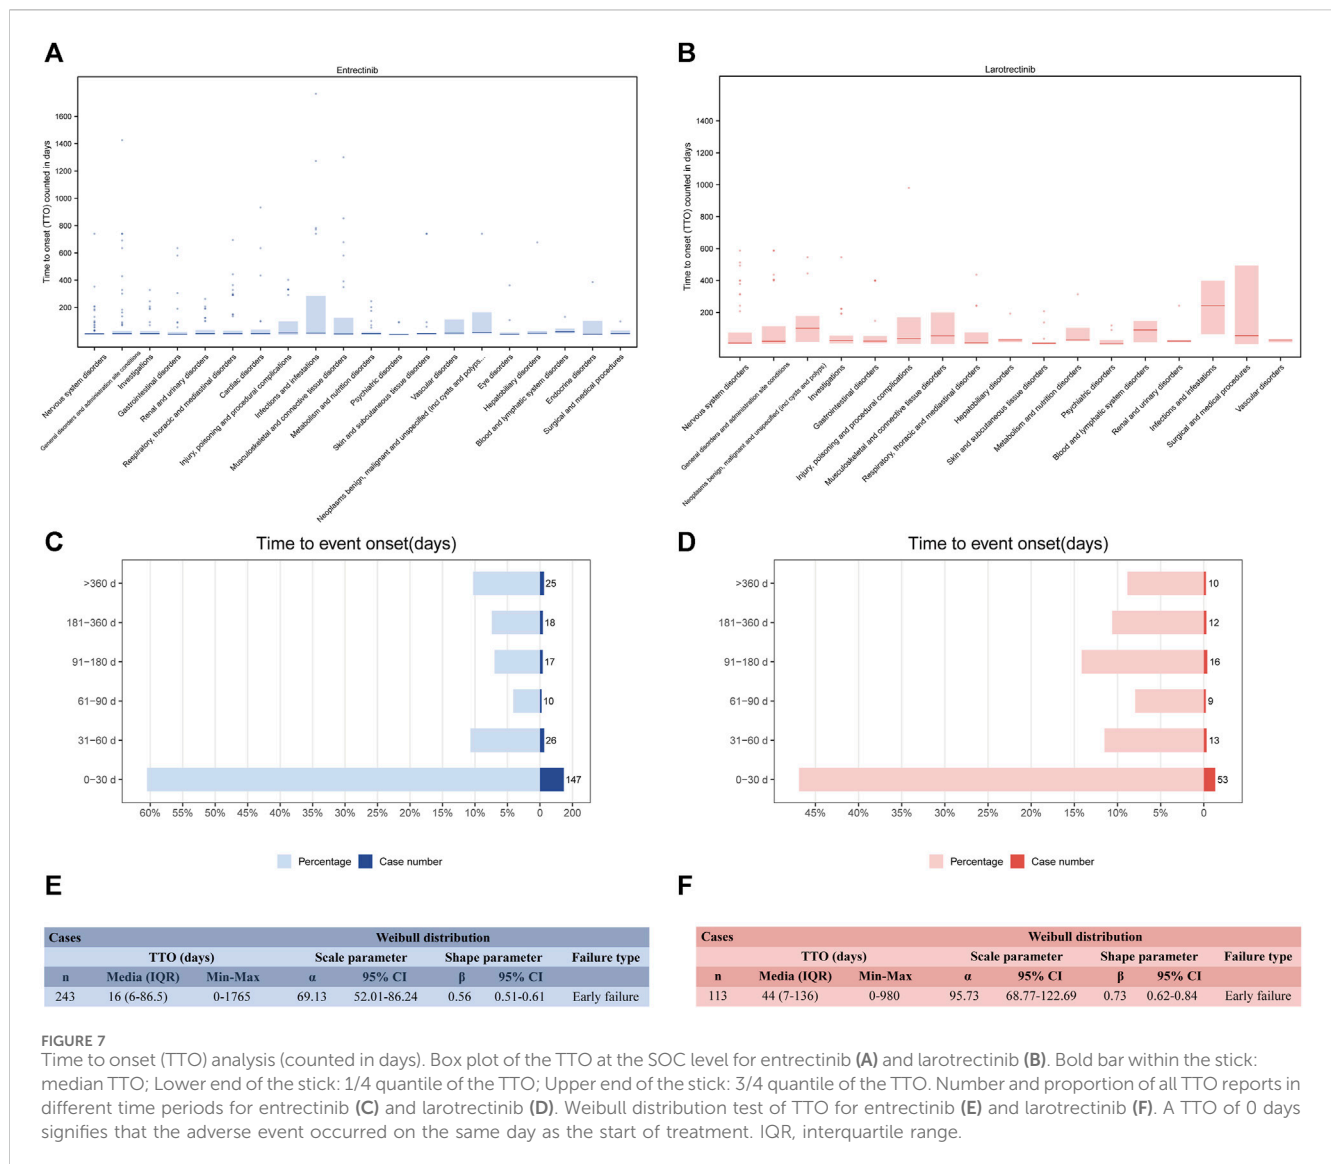 A
Entrectinib
Time to onset (TTO) counted in days
1600
1400
1200
1000
800
600
400
200
Nervous system disorders
General disorders and administration site conditions
Investigations
Gastrointestinal disorders
Renal and urinary disorders
Respiratory, thoracic and mediastinal disorders
Cardiac disorders
Injury, poisoning and procedural complications
Infections and infestations
Musculoskeletal and connective tissue disorders
Metabolism and nutrition disorders
Psychiatric disorders
Skin and subcutaneous tissue disorders
Vascular disorders
Neoplasms benign, malignant and unspecified (incl cysts and polyps...
Eye disorders
Hepatobiliary disorders
Blood and lymphatic system disorders
Endocrine disorders
Surgical and medical procedures
B
Larotrectinib
Time to onset (TTO) counted in days
1400
1200
1000
800
600
400
200
Nervous system disorders
General disorders and administration site conditions
Neoplasms benign, malignant and unspecified (incl cysts and polyps)
Investigations
Gastrointestinal disorders
Injury, poisoning and procedural complications
Musculoskeletal and connective tissue disorders
Respiratory, thoracic and mediastinal disorders
Hepatobiliary disorders
Skin and subcutaneous tissue disorders
Metabolism and nutrition disorders
Psychiatric disorders
Blood and lymphatic system disorders
Renal and urinary disorders
Infections and infestations
Surgical and medical procedures
Vascular disorders
C
Time to event onset(days)
>360 d 25
181−360 d 18
91−180 d 17
61−90 d 10
31−60 d 26
0−30 d 147
60% 55% 50% 45% 40% 35% 30% 25% 20% 15% 10% 5% 0 200
Percentage Case number
D
Time to event onset(days)
>360 d 10
181−360 d 12
91−180 d 16
61−90 d 9
31−60 d 13
0−30 d 53
45% 40% 35% 30% 25% 20% 15% 10% 5% 0
Percentage Case number
E
Cases Weibull distribution
TTO (days) Scale parameter Shape parameter Failure type
n Media (IQR) Min-Max α 95% CI β 95% CI
243 16 (6-86.5) 0-1765 69.13 52.01-86.24 0.56 0.51-0.61 Early failure
F
Cases Weibull distribution
TTO (days) Scale parameter Shape parameter Failure type
n Media (IQR) Min-Max α 95% CI β 95% CI
113 44 (7-136) 0-980 95.73 68.77-122.69 0.73 0.62-0.84 Early failure
FIGURE 7
Time to onset (TTO) analysis (counted in days). Box plot of the TTO at the SOC level for entrectinib (A) and larotrectinib (B). Bold bar within the stick:
median TTO; Lower end of the stick: 1/4 quantile of the TTO; Upper end of the stick: 3/4 quantile of the TTO. Number and proportion of all TTO reports in
different time periods for entrectinib (C) and larotrectinib (D). Weibull distribution test of TTO for entrectinib (E) and larotrectinib (F). A TTO of 0 days
signifies that the adverse event occurred on the same day as the start of treatment. IQR, interquartile range.